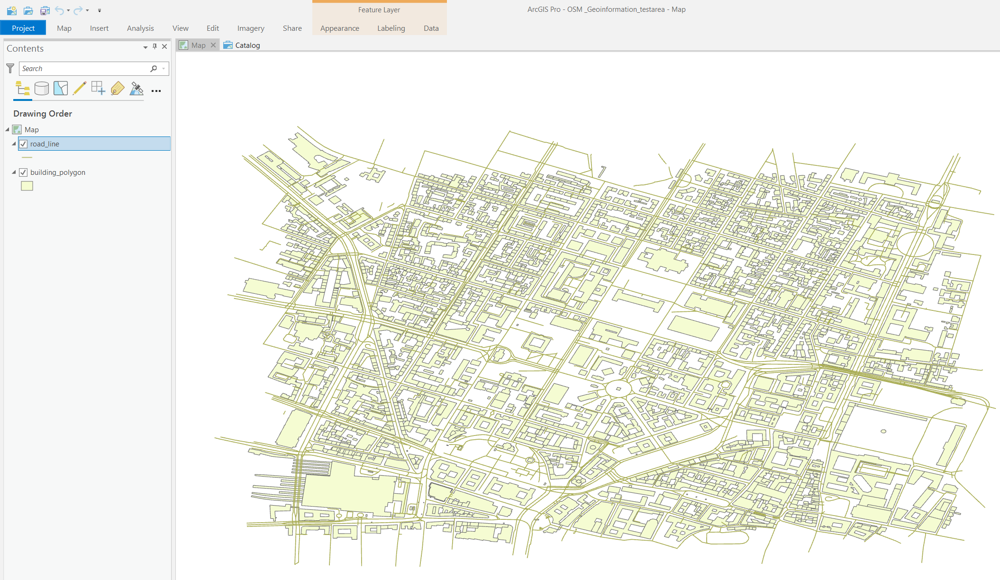 Feature Layer
ArcGIS Pro - OSM _Geoinformation_testarea - Map
Project Map Insert Analysis View Edit Imagery Share Appearance Labeling Data
Contents
Map
Catalog
Search
Drawing Order
Map
road_line
building_polygon